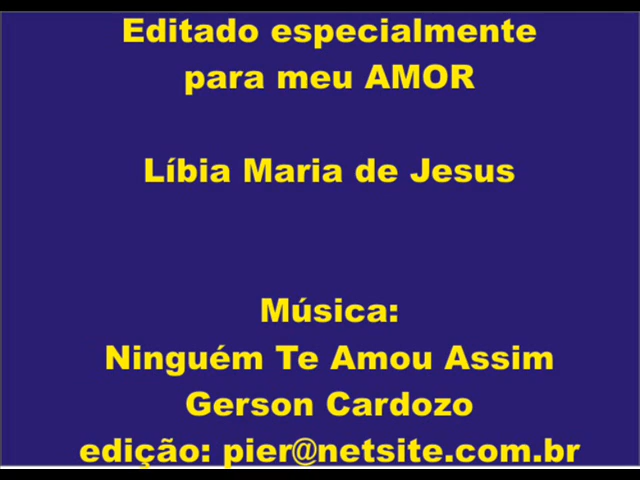 Editado especialmente
para meu AMOR
Líbia Maria de Jesus
Música:
Ninguém Te Amou Assim
Gerson Cardozo
edição: pier@netsite.com.br